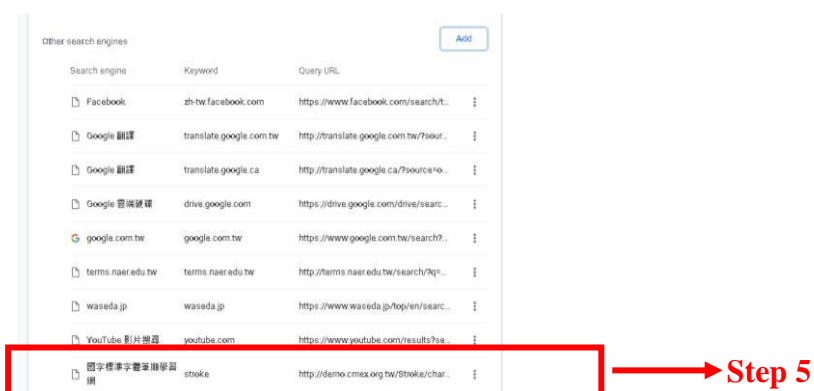 Other search engines
Add
Search engine Keyword Query URL
Facebook zh-tw.facebook.com https://www.facebook.com/search/t...
Google 翻譯 translate.google.com.tw http://translate.google.com.tw/?sour...
Google 翻譯 translate.google.ca http://translate.google.ca/?source=o...
Google 雲端硬碟 drive.google.com https://drive.google.com/drive/searc...
google.com.tw google.com.tw https://www.google.com.tw/search?...
terms.naer.edu.tw terms.naer.edu.tw http://terms.naer.edu.tw/search/?q=...
waseda.jp waseda.jp https://www.waseda.jp/top/en/searc...
YouTube 影片搜尋 youtube.com https://www.youtube.com/results?se...
國字標準字體筆順學習
網 stroke http://demo.cmex.org.tw/Stroke/char...
Step 5